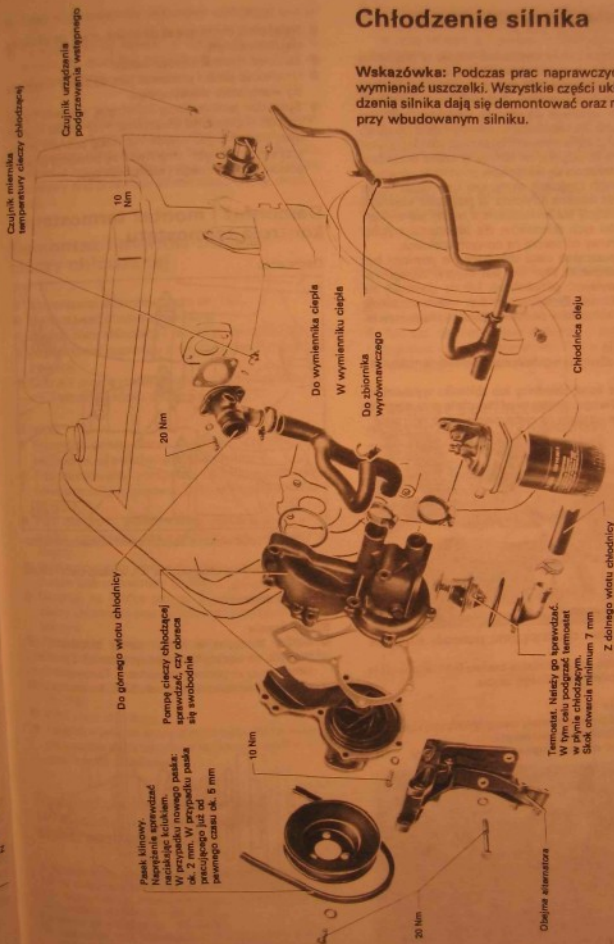 Chłodzenie silnika
Wskazówka: Podczas prac naprawczy
wymieniać uszczelki. Wszystkie części uk
dzenia silnika dają się demontować oraz
przy wbudowanym silniku.
Czujnik miernika
temperatury cieczy chłodzącej
Czujnik urządzenia
podgrzewania wstępnego
10
Nm
20 Nm
Do górnego wlotu chłodnicy
Pompę cieczy chłodzącej
sprawdzać, czy obraca
się swobodnie
Pasek klinowy.
Naprężenie sprawdzać
naciskając kciukiem.
W przypadku nowego paska:
ok. 2 mm. W przypadku paska
pracującego już od
pewnego czasu ok. 5 mm
10 Nm
20 Nm
Obejma alternatora
Do wymiennika ciepła
W wymienniku ciepła
Do zbiornika
wyrównawczego
Chłodnica oleju
Termostat. Należy go sprawdzać.
W tym celu podgrzać termostat
w płynie chłodzącym.
Skok otwarcia minimum 7 mm
Z dolnego wlotu chłodnicy